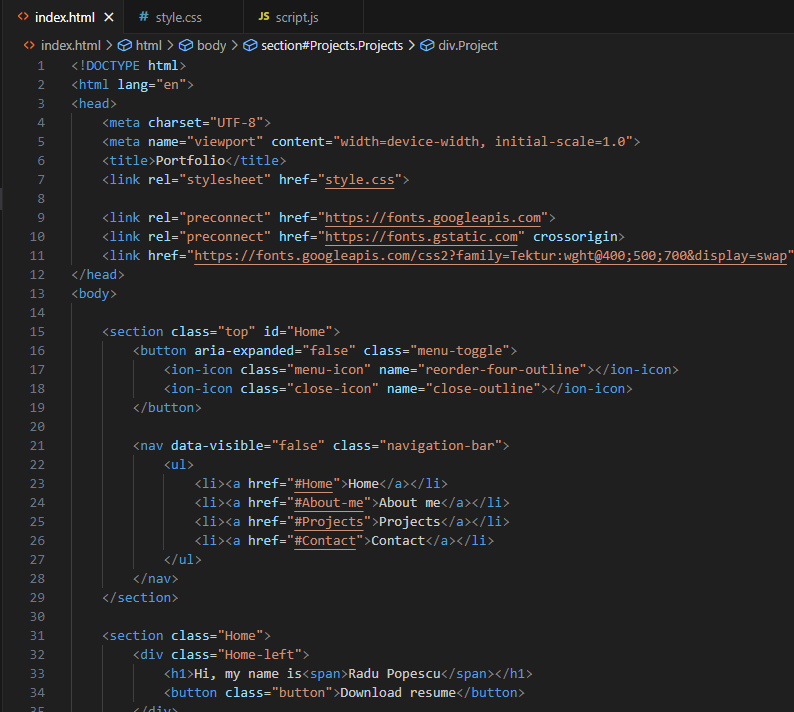 <> index.html × # style.css JS script.js
<> index.html > html > body > section#Projects.Projects > div.Project
1 <!DOCTYPE html>
2 <html lang="en">
3 <head>
4 <meta charset="UTF-8">
5 <meta name="viewport" content="width=device-width, initial-scale=1.0">
6 <title>Portfolio</title>
7 <link rel="stylesheet" href="style.css">
8
9 <link rel="preconnect" href="https://fonts.googleapis.com">
10 <link rel="preconnect" href="https://fonts.gstatic.com" crossorigin>
11 <link href="https://fonts.googleapis.com/css2?family=Tektur:wght@400;500;700&display=swap"
12 </head>
13 <body>
14
15 <section class="top" id="Home">
16 <button aria-expanded="false" class="menu-toggle">
17 <ion-icon class="menu-icon" name="reorder-four-outline"></ion-icon>
18 <ion-icon class="close-icon" name="close-outline"></ion-icon>
19 </button>
20
21 <nav data-visible="false" class="navigation-bar">
22 <ul>
23 <li><a href="#Home">Home</a></li>
24 <li><a href="#About-me">About me</a></li>
25 <li><a href="#Projects">Projects</a></li>
26 <li><a href="#Contact">Contact</a></li>
27 </ul>
28 </nav>
29 </section>
30
31 <section class="Home">
32 <div class="Home-left">
33 <h1>Hi, my name is<span>Radu Popescu</span></h1>
34 <button class="button">Download resume</button>
35 </div>